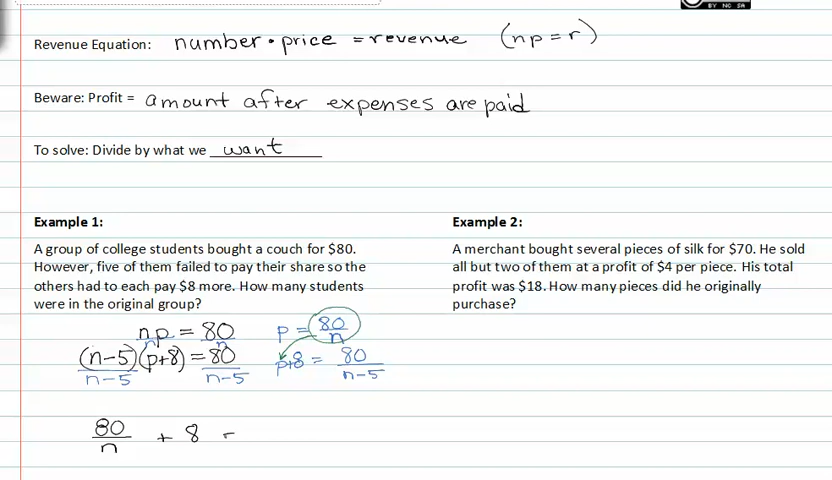 BY NC SA
Revenue Equation: number • price = revenue (np = r)
Beware: Profit = amount after expenses are paid
To solve: Divide by what we want
Example 1:
A group of college students bought a couch for $80.
However, five of them failed to pay their share so the
others had to each pay $8 more. How many students
were in the original group?
np = 80
n n
(n-5)(p+8) = 80
n-5 n-5
p = 80/n
p+8 = 80/n-5
80/n + 8 =
Example 2:
A merchant bought several pieces of silk for $70. He sold
all but two of them at a profit of $4 per piece. His total
profit was $18. How many pieces did he originally
purchase?